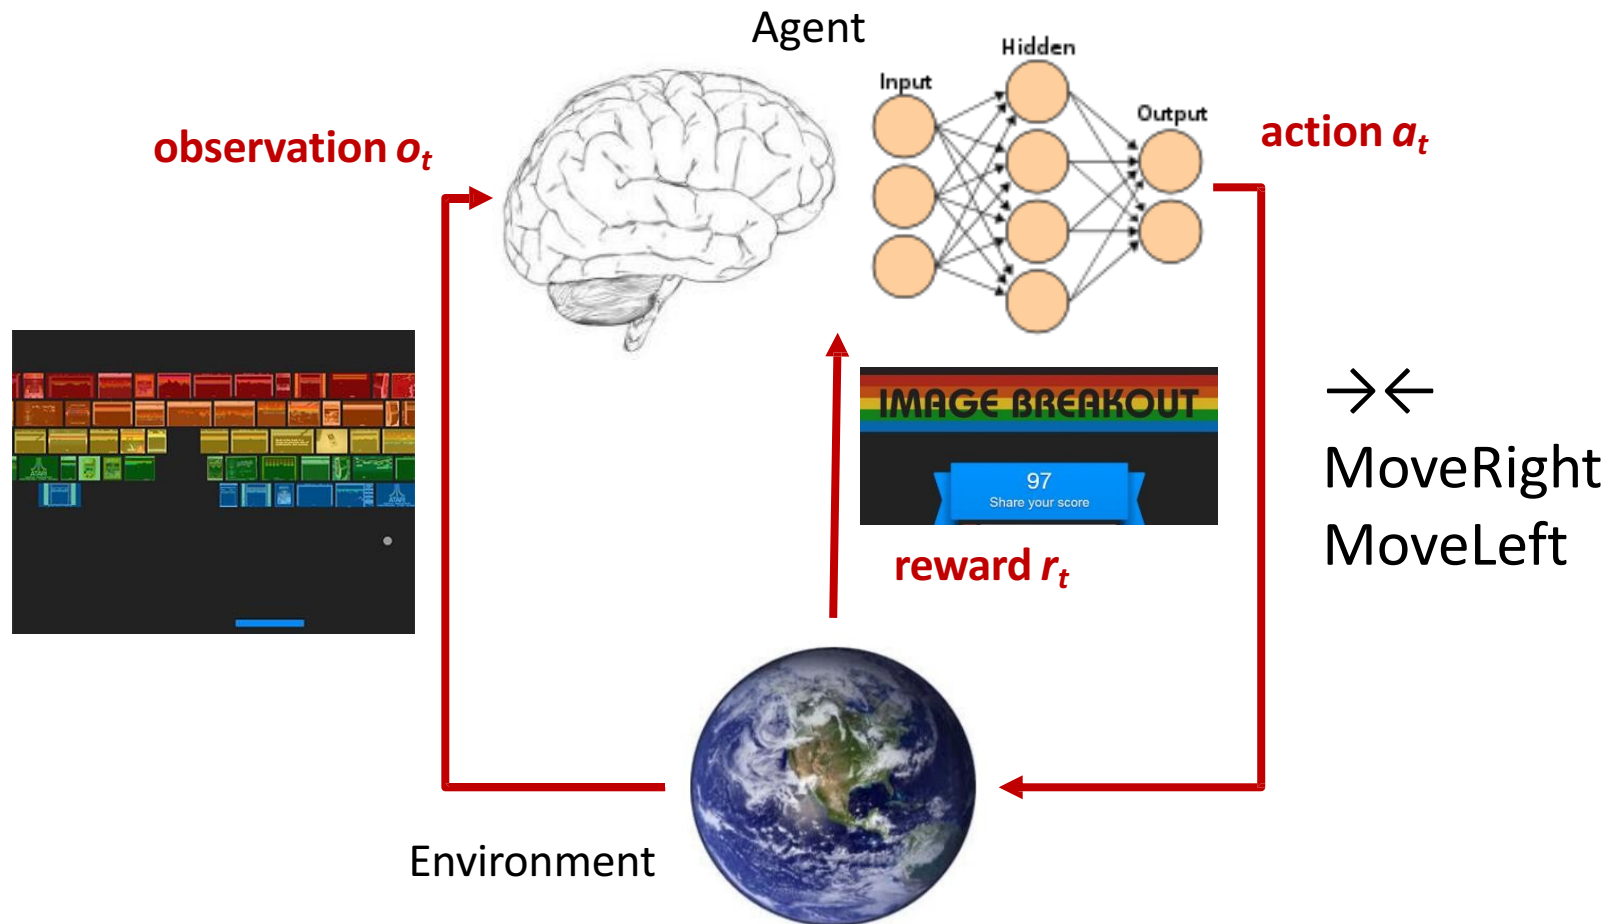 Agent
Hidden
Input
Output
observation oₜ
action aₜ
IMAGE BREAKOUT
97
Share your score
→←
MoveRight
MoveLeft
reward rₜ
Environment